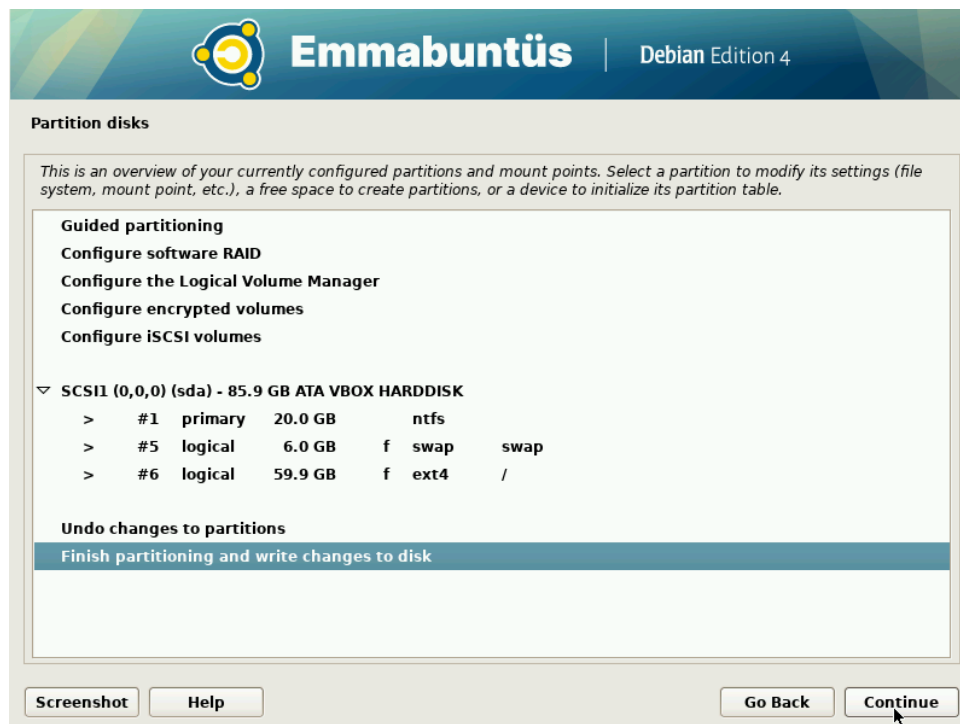 Emmabuntüs | Debian Edition 4
Partition disks
This is an overview of your currently configured partitions and mount points. Select a partition to modify its settings (file
system, mount point, etc.), a free space to create partitions, or a device to initialize its partition table.
Guided partitioning
Configure software RAID
Configure the Logical Volume Manager
Configure encrypted volumes
Configure iSCSI volumes
SCSI1 (0,0,0) (sda) - 85.9 GB ATA VBOX HARDDISK
> #1 primary 20.0 GB ntfs
> #5 logical 6.0 GB f swap swap
> #6 logical 59.9 GB f ext4 /
Undo changes to partitions
Finish partitioning and write changes to disk
Screenshot Help Go Back Continue